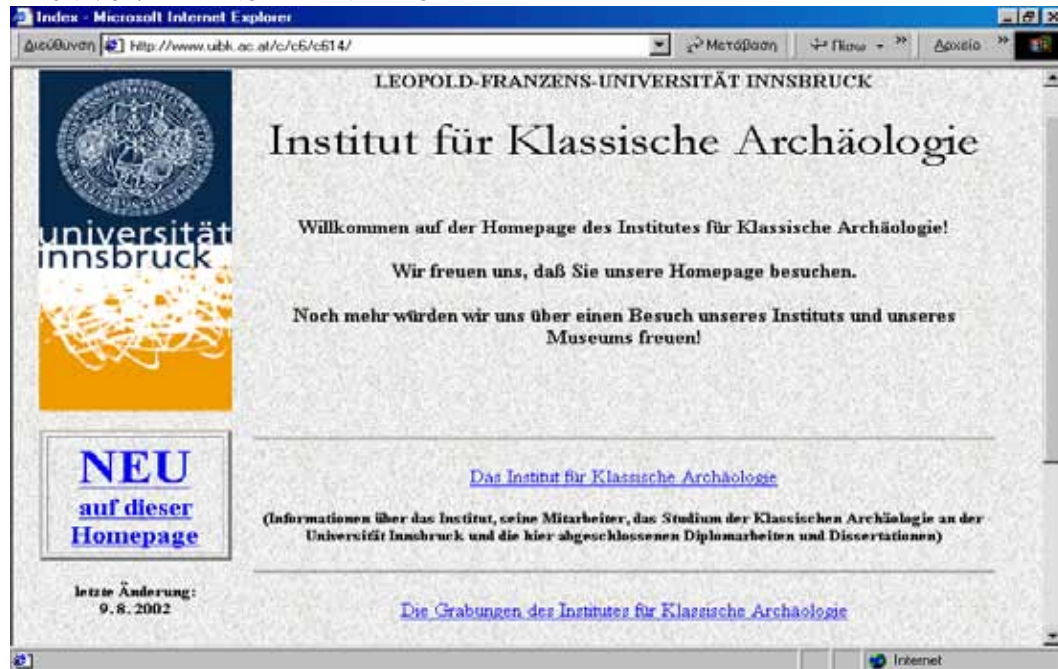 Index - Microsoft Internet Explorer
Διεύθυνση http://www.uibk.ac.at/c/c6/c614/ Μετάβαση Πίσω » Αρχείο »
LEOPOLD-FRANZENS-UNIVERSITÄT INNSBRUCK
Institut für Klassische Archäologie
universität
innsbruck
Willkommen auf der Homepage des Institutes für Klassische Archäologie!
Wir freuen uns, daß Sie unsere Homepage besuchen.
Noch mehr würden wir uns über einen Besuch unseres Instituts und unseres
Museums freuen!
NEU
auf dieser
Homepage
letzte Änderung:
9.8.2002
Das Institut für Klassische Archäologie
(Informationen über das Institut, seine Mitarbeiter, das Studium der Klassischen Archäologie an der
Universität Innsbruck und die hier abgeschlossenen Diplomarbeiten und Dissertationen)
Die Grabungen des Institutes für Klassische Archäologie
Internet